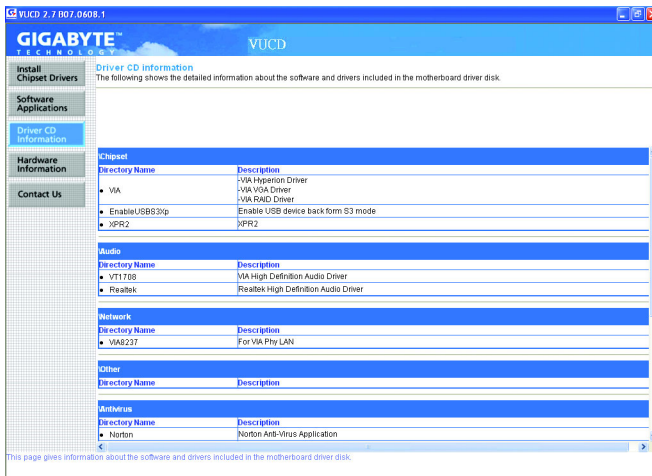 VUCD 2.7 B07.0608.1
GIGABYTE™
TECHNOLOGY
VUCD
Install
Chipset Drivers
Software
Applications
Driver CD
Information
Hardware
Information
Contact Us
Driver CD information
The following shows the detailed information about the software and drivers included in the motherboard driver disk.
\Chipset
Directory Name Description
• VIA
-VIA Hyperion Driver
-VIA VGA Driver
-VIA RAID Driver
• EnableUSBS3Xp Enable USB device back form S3 mode
• XPR2 XPR2
\Audio
Directory Name Description
• VT1708 VIA High Definition Audio Driver
• Realtek Realtek High Definition Audio Driver
\Network
Directory Name Description
• VIA8237 For VIA Phy LAN
\Other
Directory Name Description
\Antivirus
Directory Name Description
• Norton Norton Anti-Virus Application
This page gives information about the software and drivers included in the motherboard driver disk.